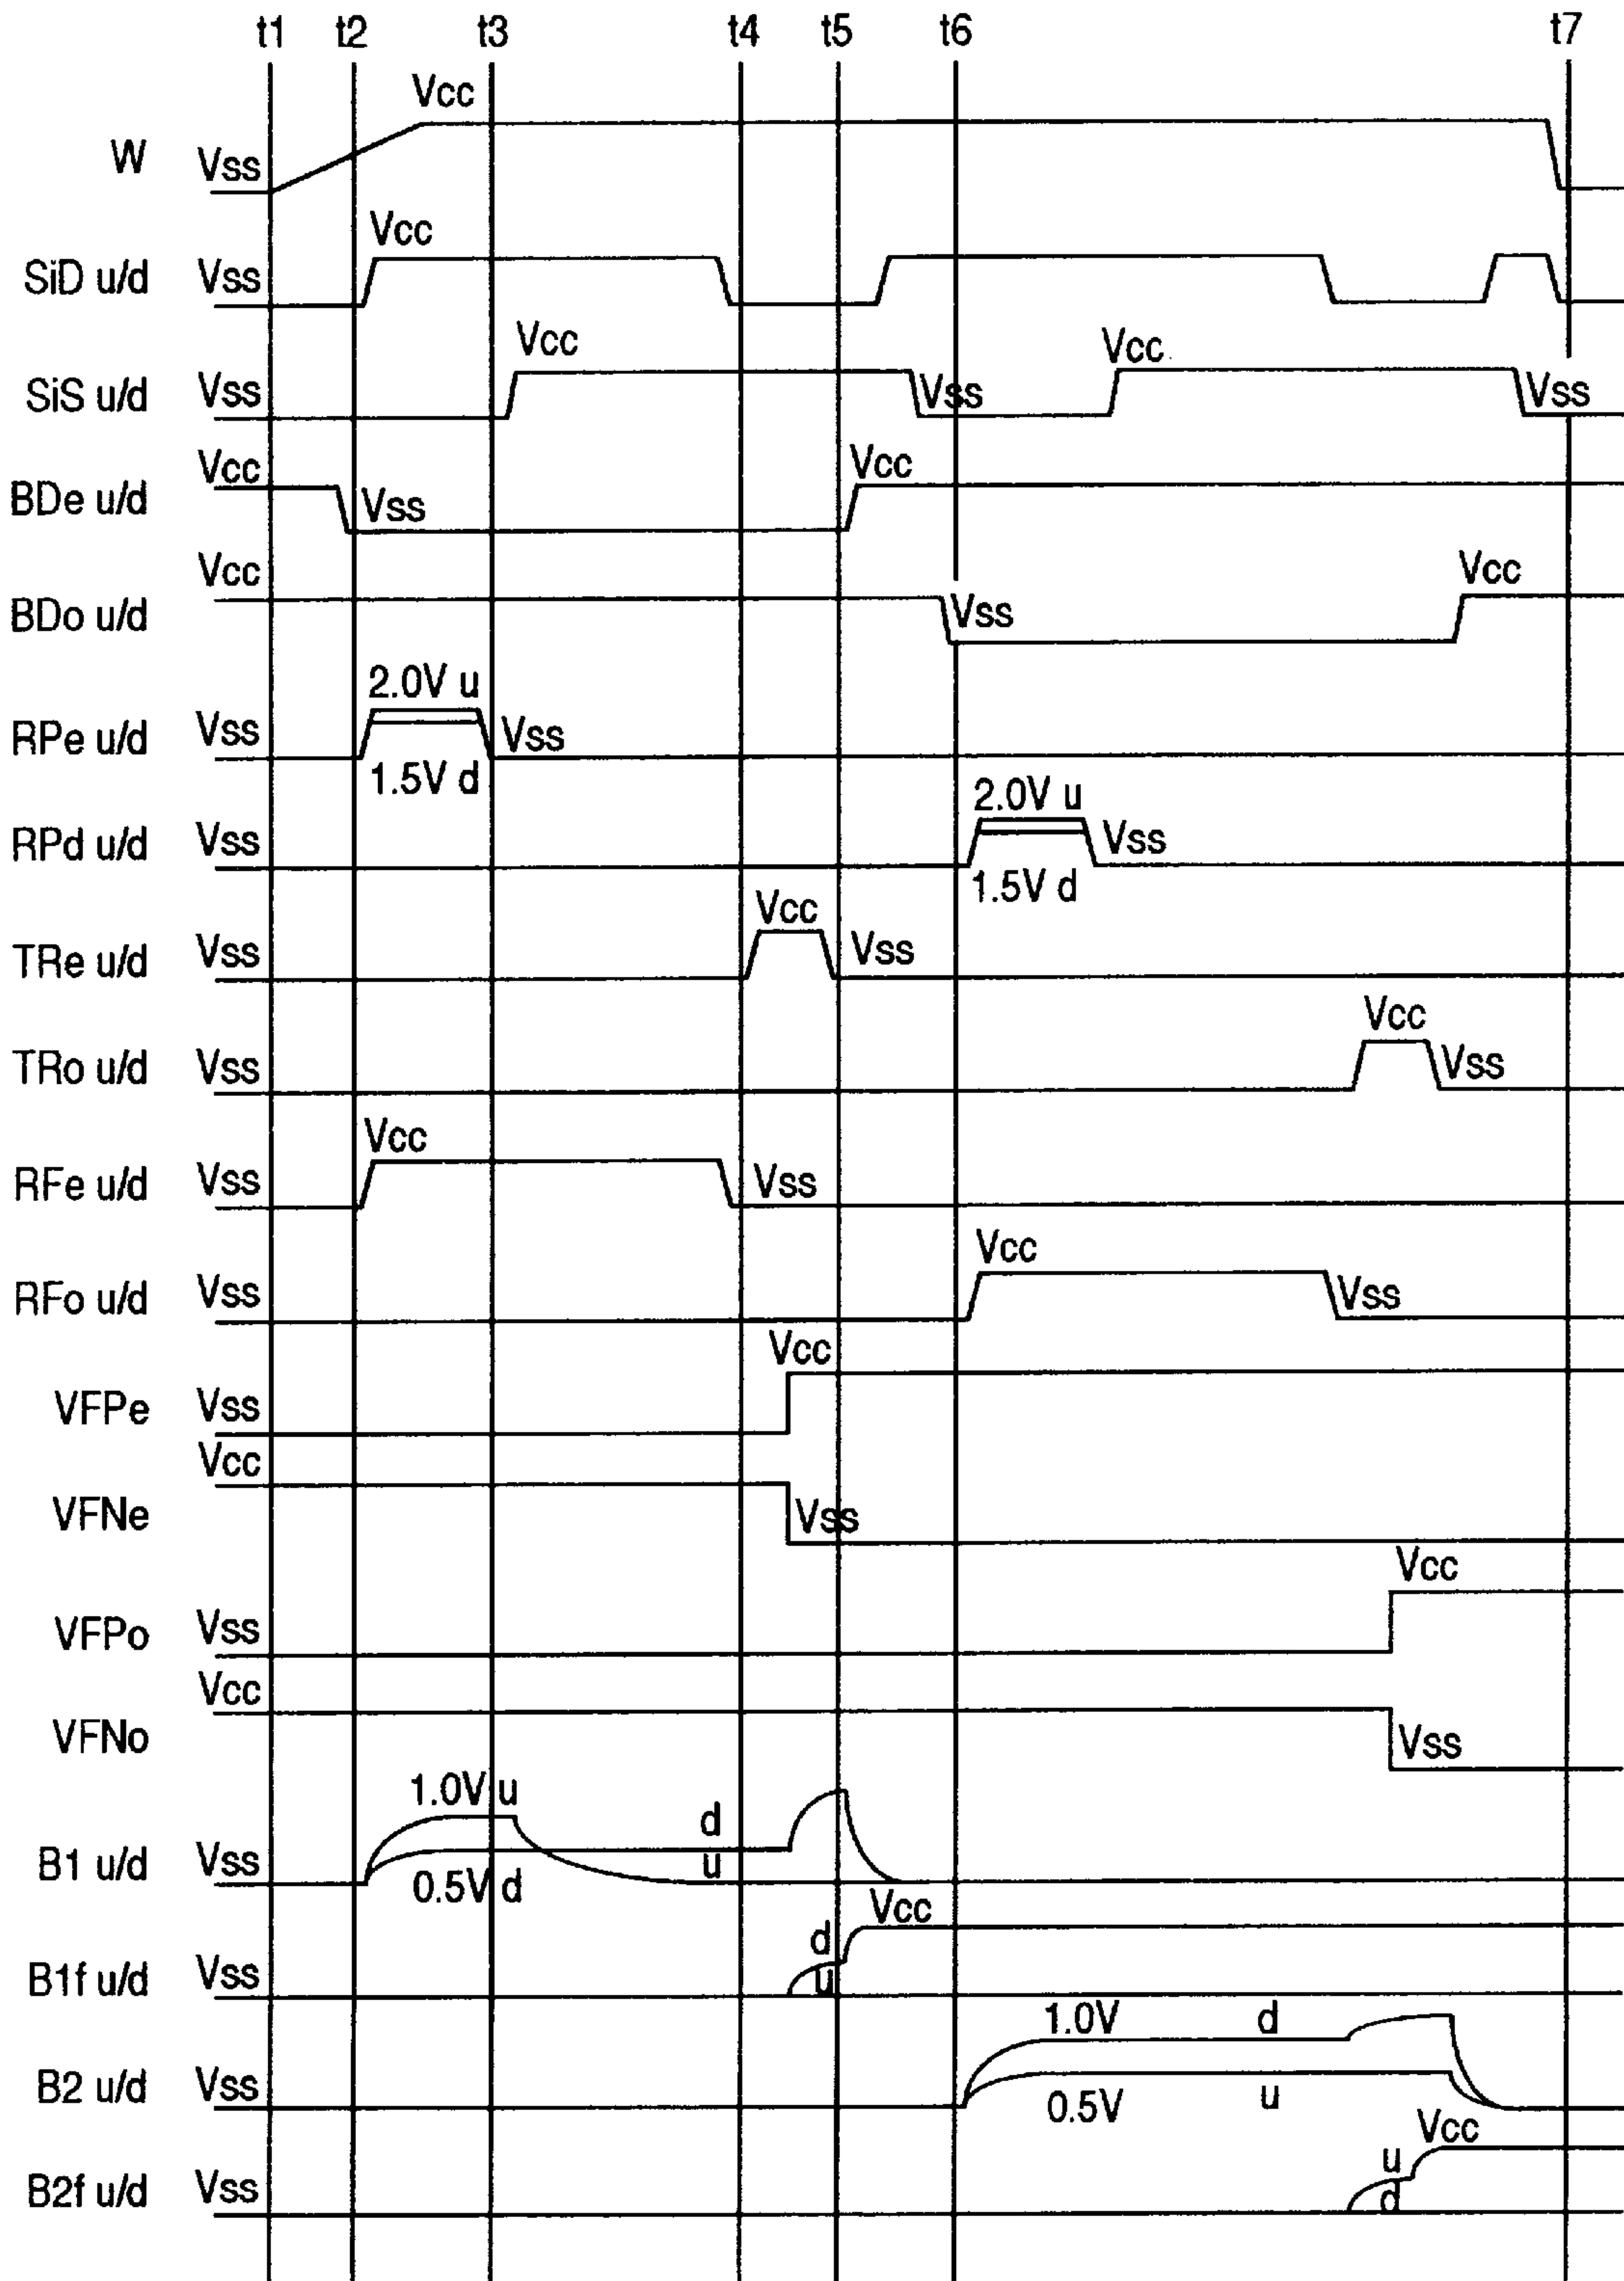 t1 t2 t3 t4 t5 t6 t7
Vcc
W Vss
Vcc
SiD u/d Vss
Vcc Vcc
SiS u/d Vss Vss Vss
Vcc Vcc
BDe u/d Vss
Vcc Vcc
BDo u/d Vss
2.0V u
RPe u/d Vss Vss
1.5V d
2.0V u
RPd u/d Vss Vss
1.5V d
Vcc
TRe u/d Vss Vss
Vcc
TRo u/d Vss Vss
Vcc
RFe u/d Vss Vss
Vcc
RFo u/d Vss Vss
Vcc
VFPe Vss
Vcc
VFNe Vss
Vcc
VFPo Vss
Vcc
VFNo Vss
1.0V u d
B1 u/d Vss u
0.5V d
d Vcc
B1f u/d Vss u
1.0V d
B2 u/d Vss
0.5V u
Vcc
u
B2f u/d Vss d